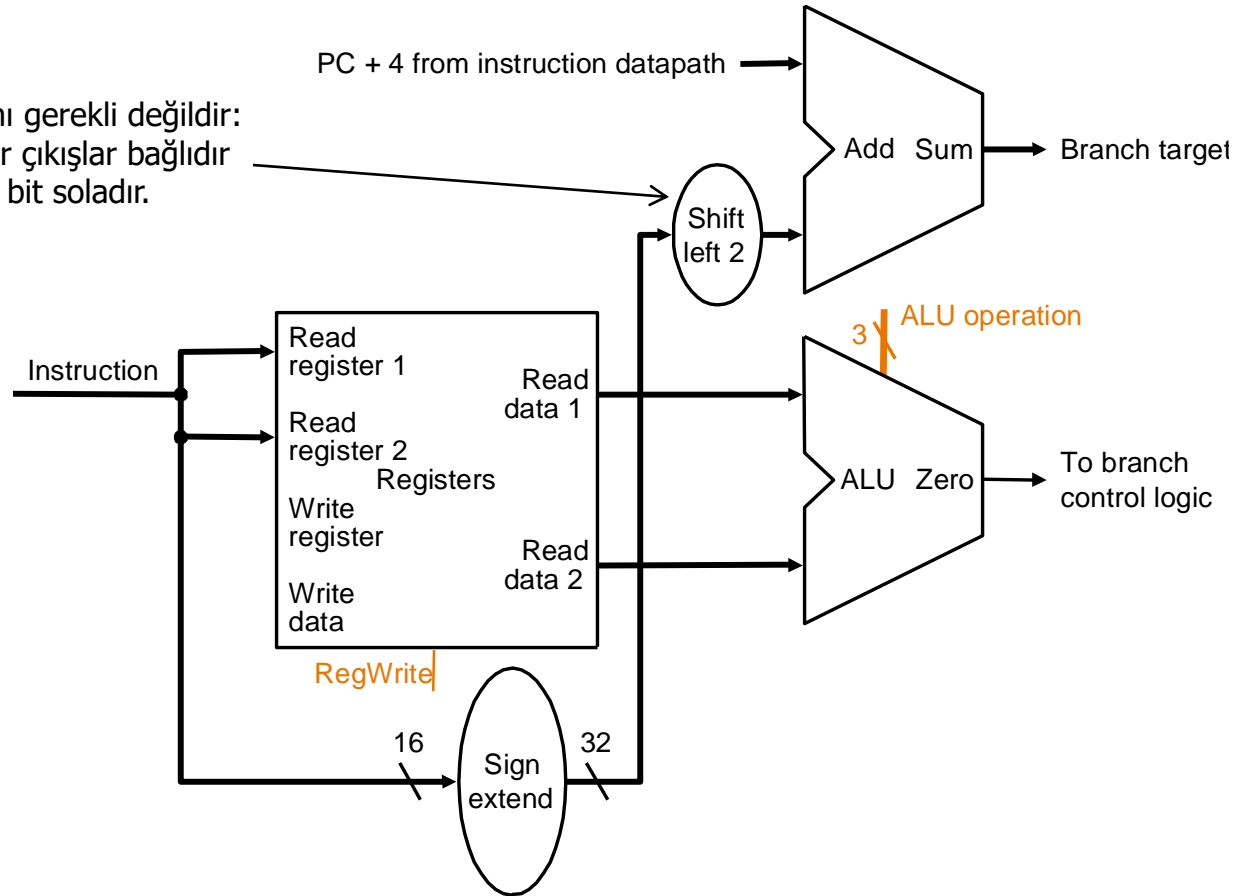 PC + 4 from instruction datapath
gerekli değildir:
çıkışlar bağlıdır
bit soladır.
Add Sum
Branch target
Shift
left 2
ALU operation
3
Instruction
Read
register 1
Read
data 1
Read
register 2
Registers
Write
register
Read
data 2
Write
data
ALU Zero
To branch
control logic
RegWrite
16
32
Sign
extend